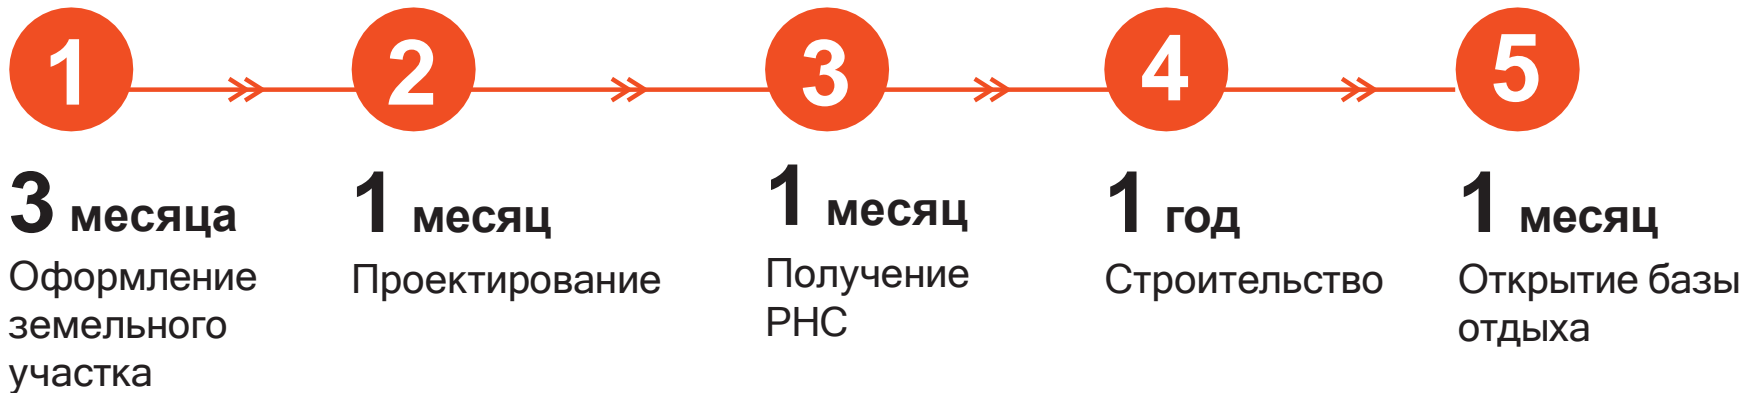 1
2
3
4
5
3 месяца
Оформление
земельного
участка
1 месяц
Проектирование
1 месяц
Получение
РНС
1 год
Строительство
1 месяц
Открытие базы
отдыха